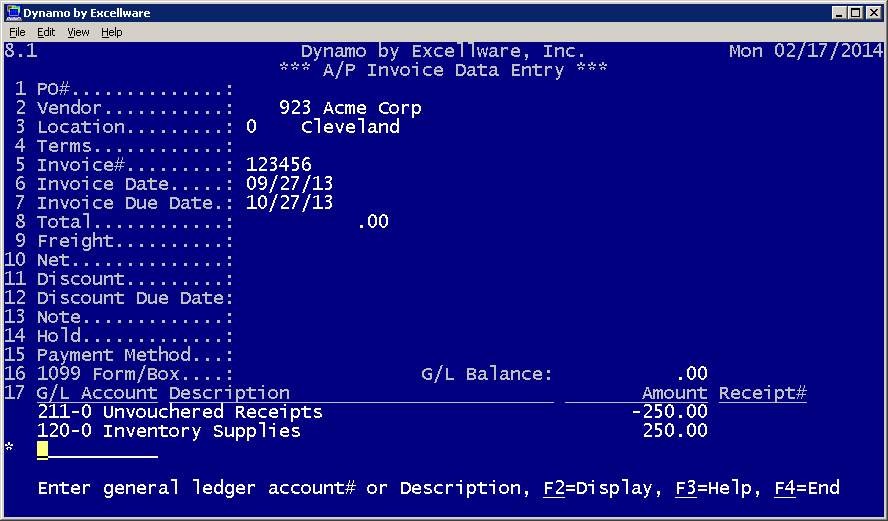 Dynamo by Excellware
File Edit View Help
8.1 Dynamo by Excellware, Inc. Mon 02/17/2014
*** A/P Invoice Data Entry ***
1 PO#..............:
2 Vendor...........: 923 Acme Corp
3 Location.........: 0 Cleveland
4 Terms............:
5 Invoice#.........: 123456
6 Invoice Date.....: 09/27/13
7 Invoice Due Date.: 10/27/13
8 Total............: .00
9 Freight..........:
10 Net..............:
11 Discount.........:
12 Discount Due Date:
13 Note.............:
14 Hold.............:
15 Payment Method...:
16 1099 Form/Box....: G/L Balance: .00
17 G/L Account Description Amount Receipt#
211-0 Unvouchered Receipts -250.00
120-0 Inventory Supplies 250.00
*
Enter general ledger account# or Description, F2=Display, F3=Help, F4=End